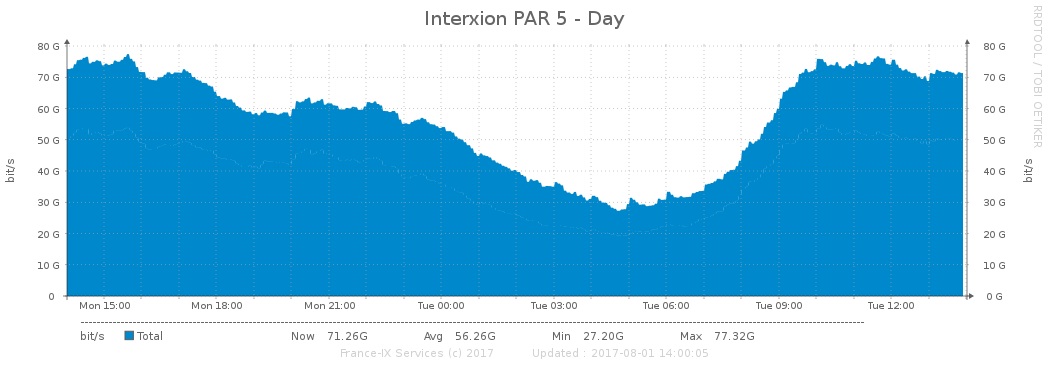 Interxion PAR 5 - Day
RRDTOOL / TOBI OETIKER
80 G 80 G
70 G 70 G
60 G 60 G
50 G 50 G
40 G 40 G
30 G 30 G
20 G 20 G
10 G 10 G
0 0 G
bit/s bit/s
Mon 15:00 Mon 18:00 Mon 21:00 Tue 00:00 Tue 03:00 Tue 06:00 Tue 09:00 Tue 12:00
bit/s Total Now 71.26G Avg 56.26G Min 27.20G Max 77.32G
France-IX Services (c) 2017 Updated : 2017-08-01 14:00:05